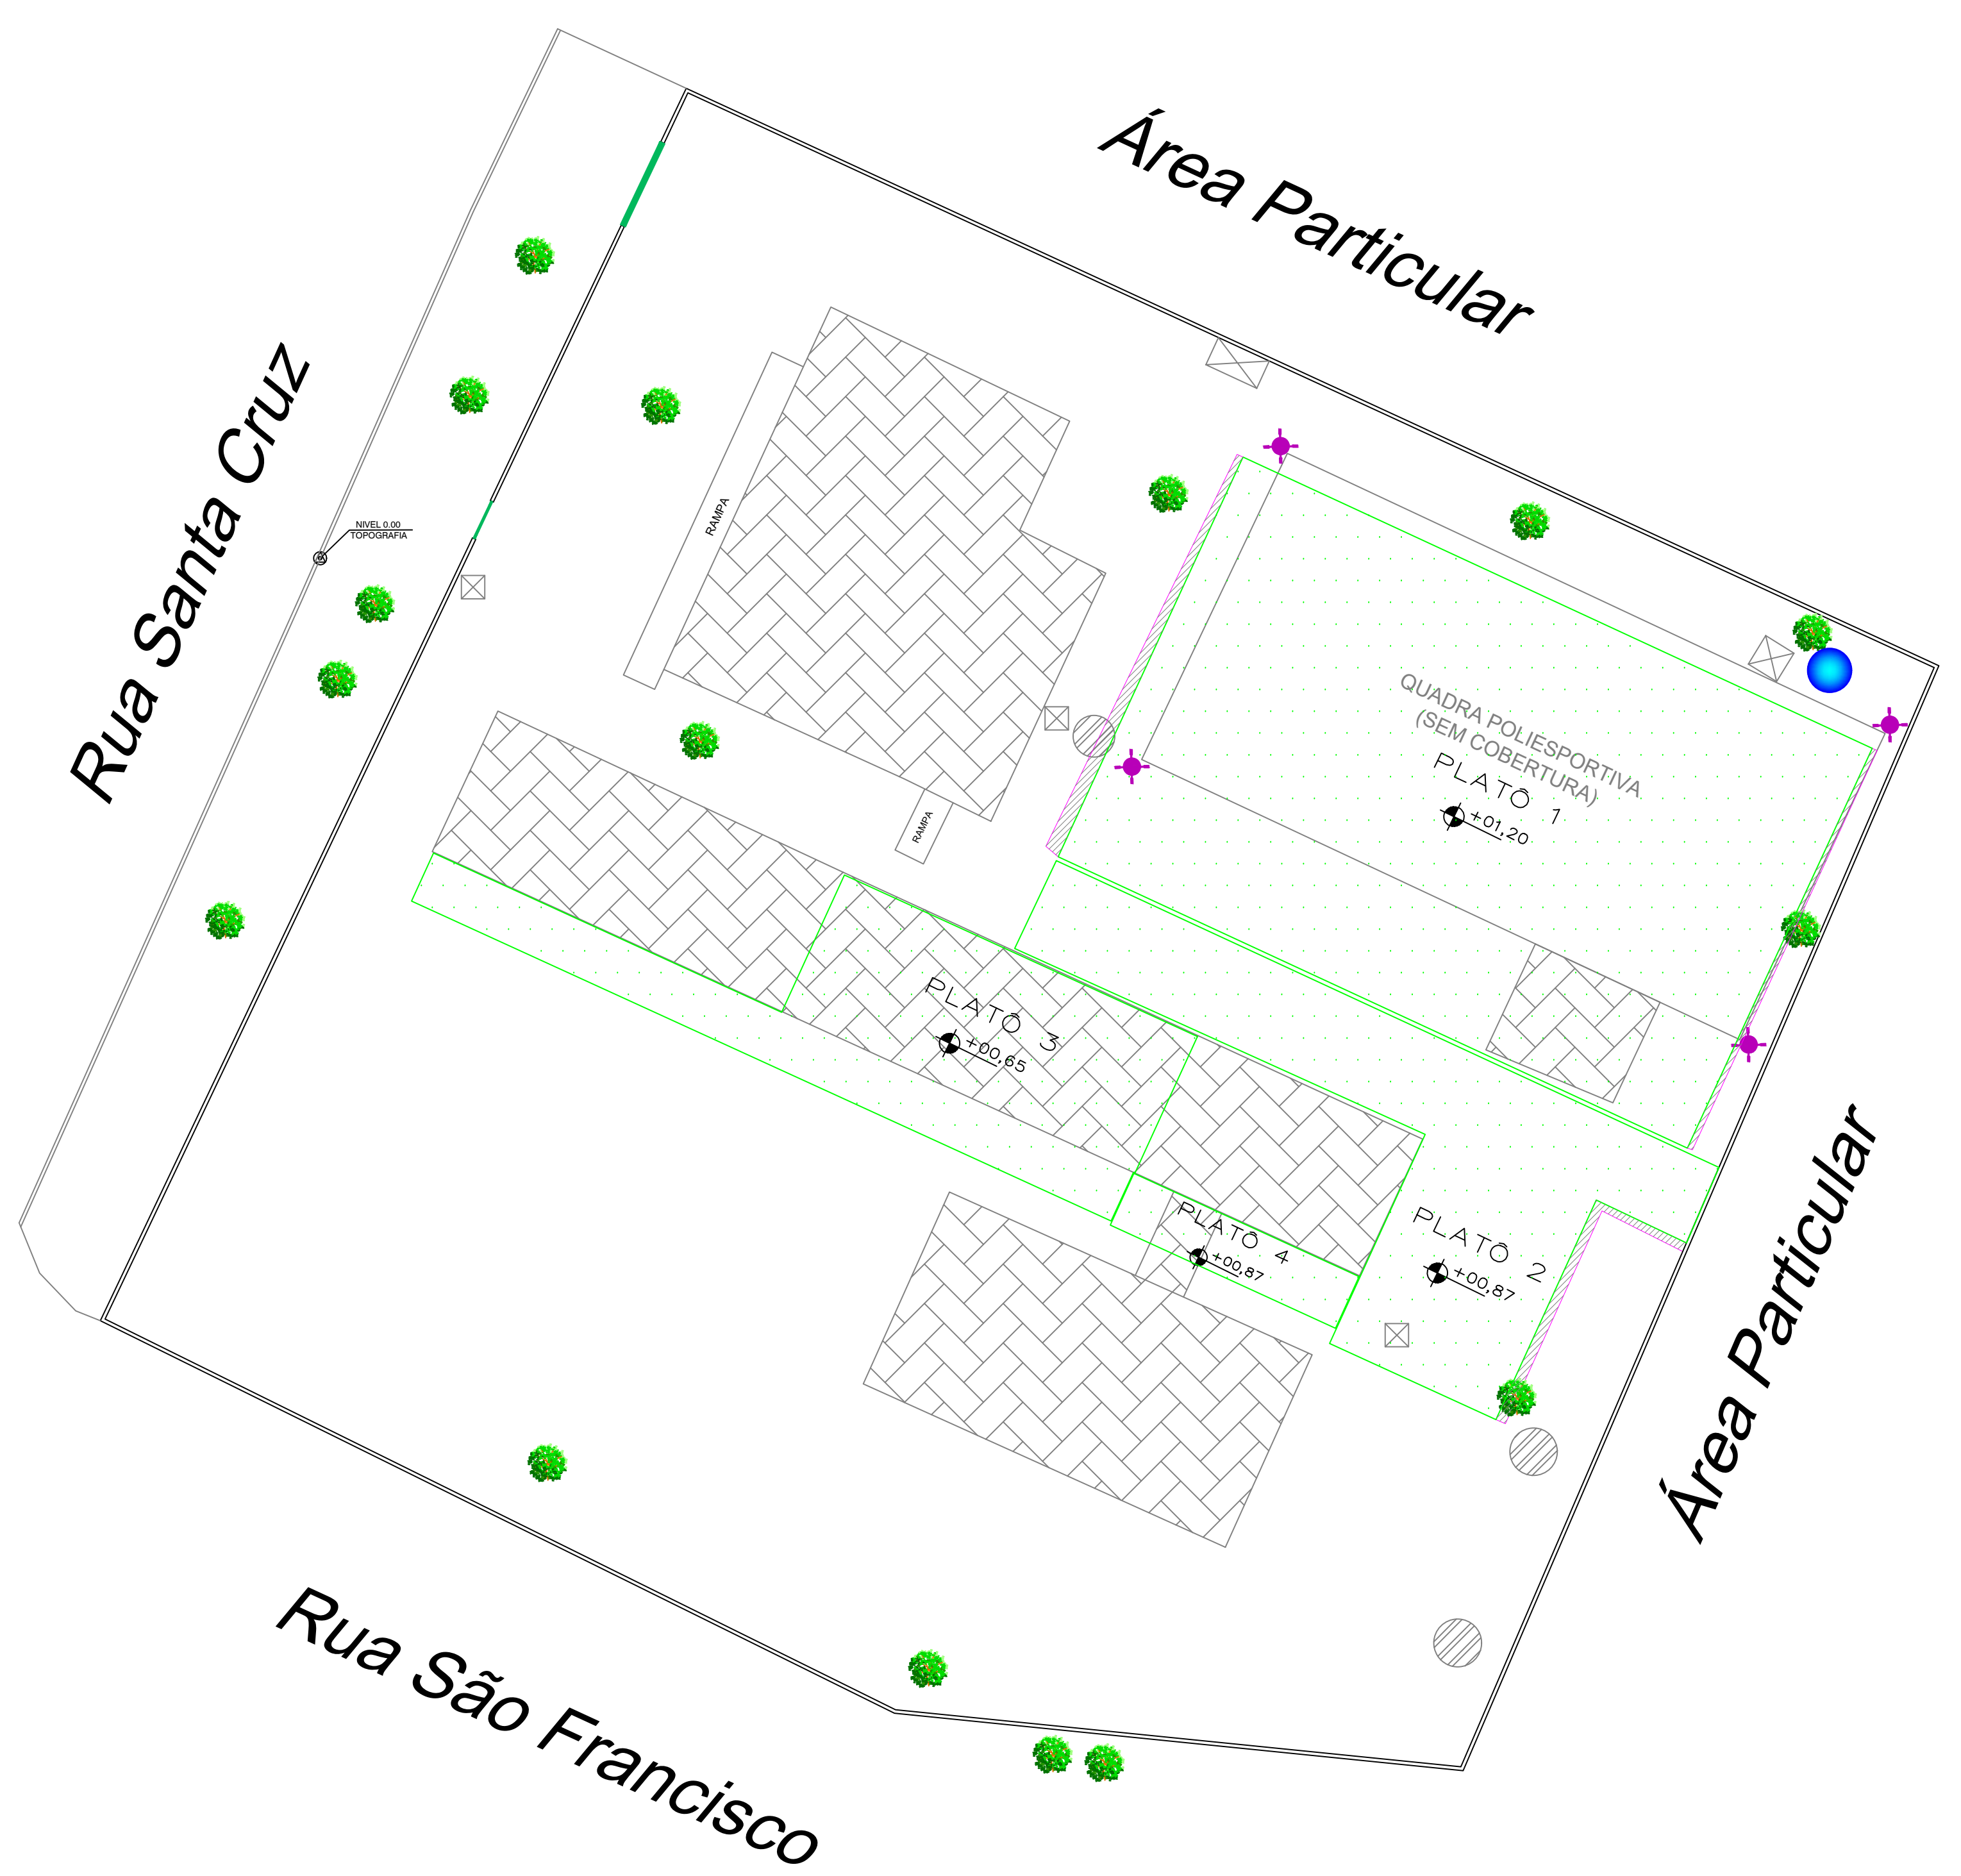 Área Particular
Rua Santa Cruz
NIVEL 0.00
TOPOGRAFIA
RAMPA
QUADRA POLIESPORTIVA
(SEM COBERTURA)
PLATÔ 1
+01,20
RAMPA
PLATÔ 3
+00,65
PLATÔ 4
+00,87
PLATÔ 2
+00,87
Área Particular
Rua São Francisco